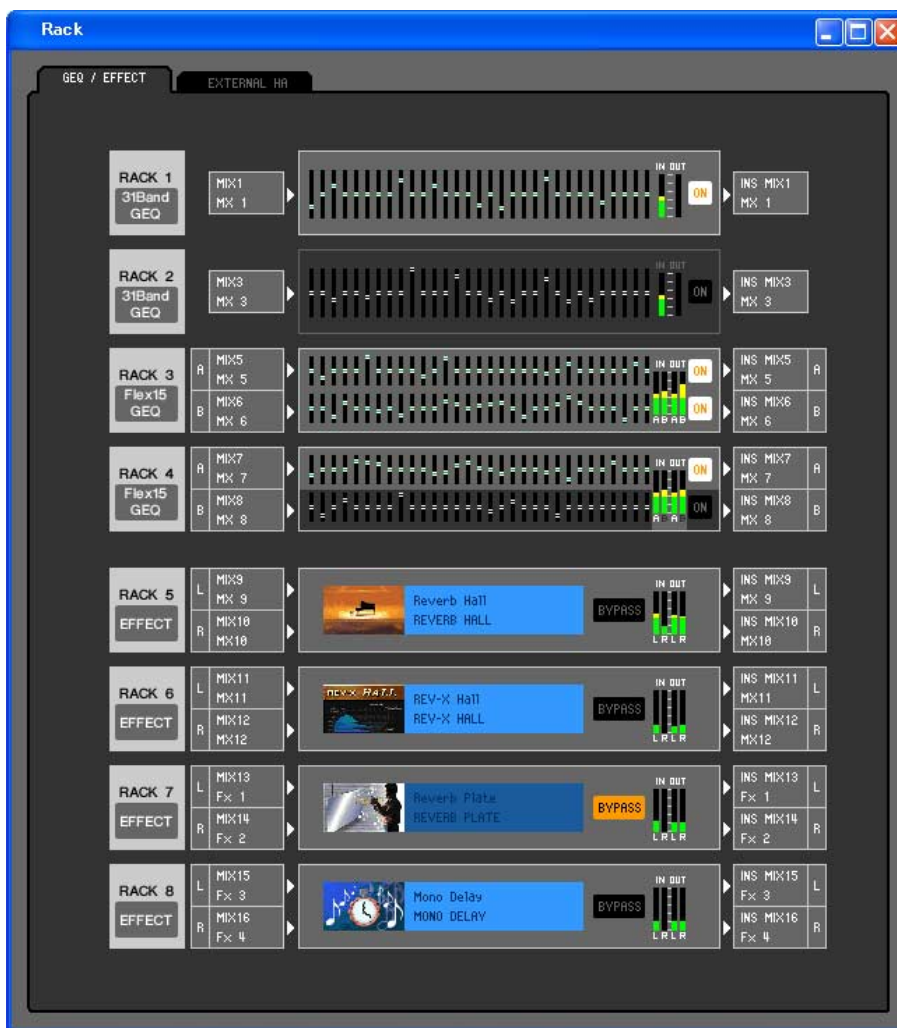 Rack
GEQ / EFFECT
EXTERNAL HA
RACK 1
31Band
GEQ
MIX1
MX 1
IN OUT
ON
INS MIX1
MX 1
RACK 2
31Band
GEQ
MIX3
MX 3
IN OUT
ON
INS MIX3
MX 3
RACK 3
Flex15
GEQ
A
MIX5
MX 5
B
MIX6
MX 6
IN OUT
ON
ON
A B A B
INS MIX5
MX 5
A
INS MIX6
MX 6
B
RACK 4
Flex15
GEQ
A
MIX7
MX 7
B
MIX8
MX 8
IN OUT
ON
ON
A B A B
INS MIX7
MX 7
A
INS MIX8
MX 8
B
RACK 5
EFFECT
L
MIX9
MX 9
R
MIX10
MX10
Reverb Hall
REVERB HALL
BYPASS
IN OUT
L R L R
INS MIX9
MX 9
L
INS MIX10
MX10
R
RACK 6
EFFECT
L
MIX11
MX11
R
MIX12
MX12
REV-X HALL
REV-X Hall
REV-X HALL
BYPASS
IN OUT
L R L R
INS MIX11
MX11
L
INS MIX12
MX12
R
RACK 7
EFFECT
L
MIX13
Fx 1
R
MIX14
Fx 2
Reverb Plate
REVERB PLATE
BYPASS
IN OUT
L R L R
INS MIX13
Fx 1
L
INS MIX14
Fx 2
R
RACK 8
EFFECT
L
MIX15
Fx 3
R
MIX16
Fx 4
Mono Delay
MONO DELAY
BYPASS
IN OUT
L R L R
INS MIX15
Fx 3
L
INS MIX16
Fx 4
R